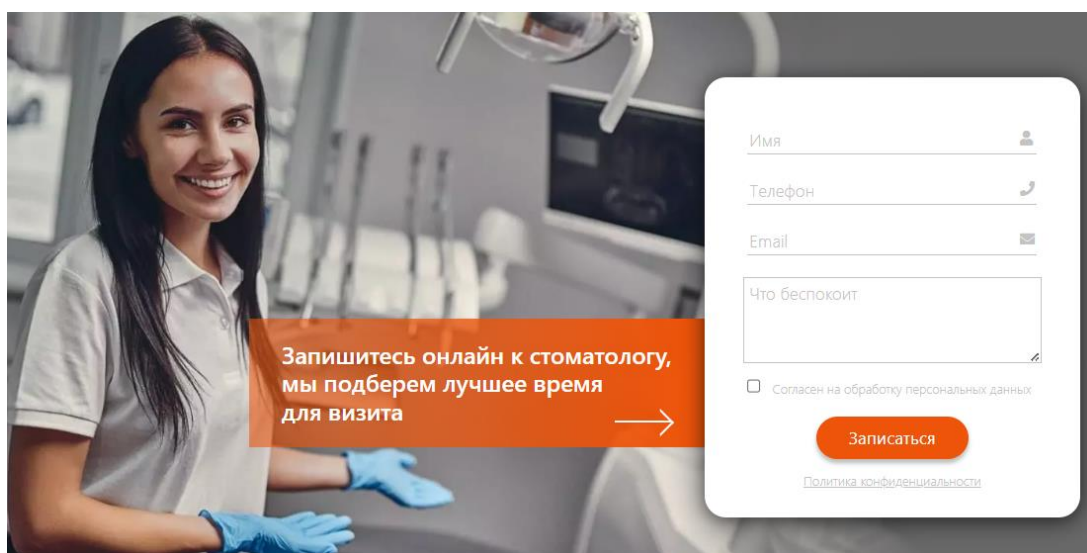 Запишитесь онлайн к стоматологу,
мы подберем лучшее время
для визита
Имя
Телефон
Email
Что беспокоит
Согласен на обработку персональных данных
Записаться
Политика конфиденциальности